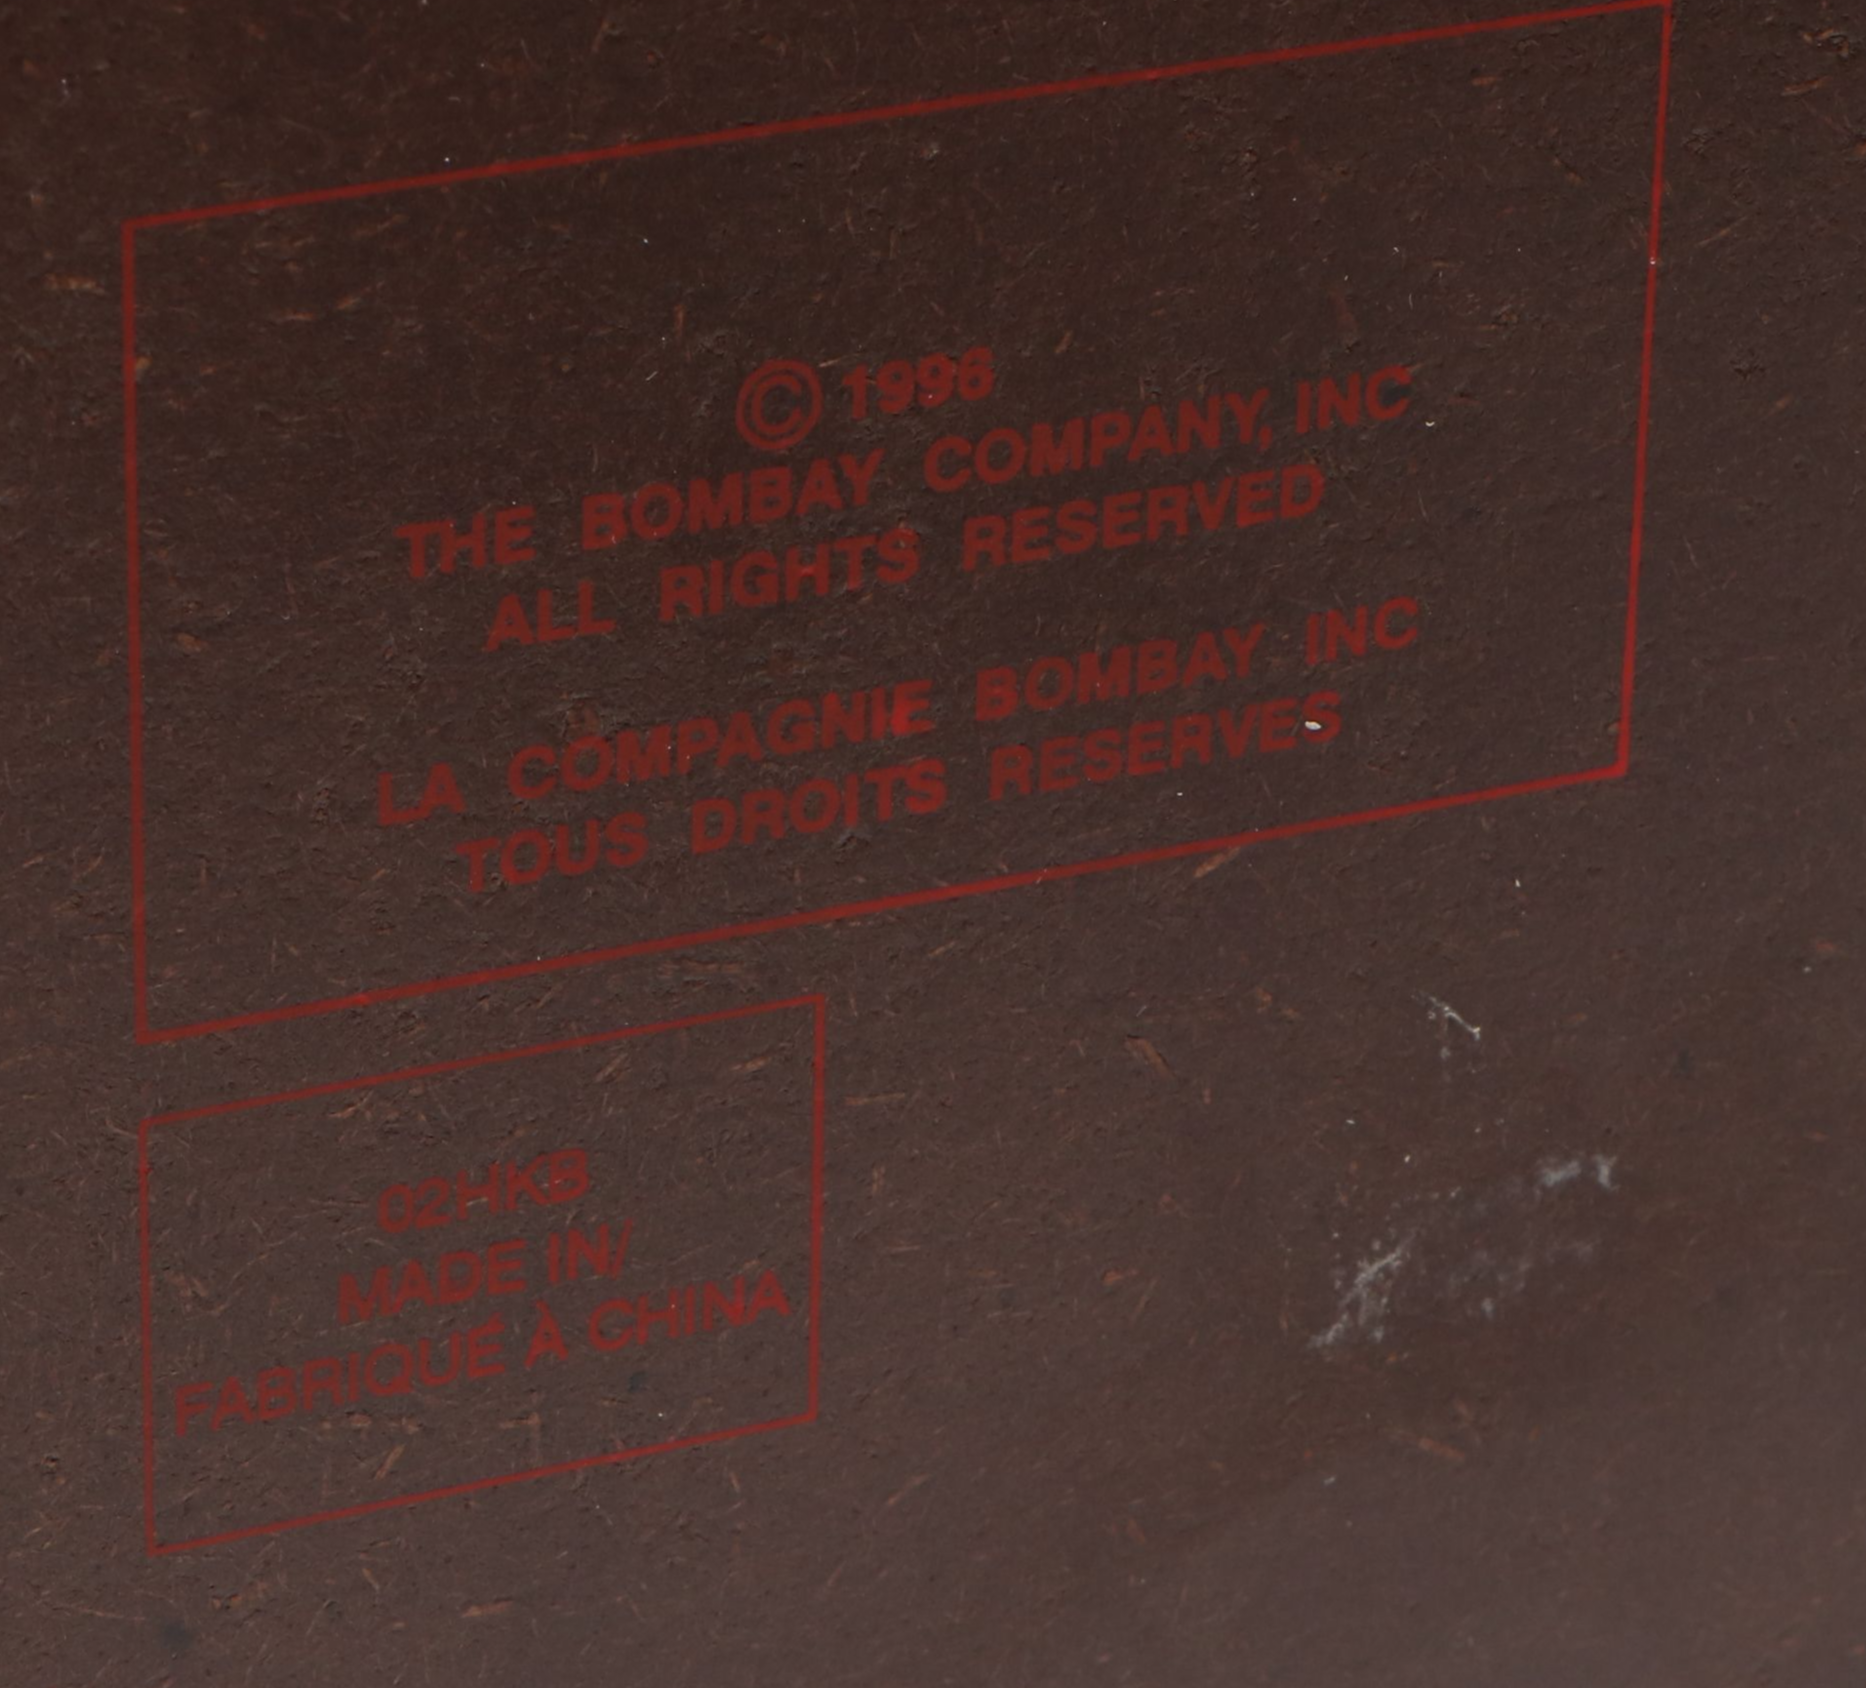 © 1996
THE BOMBAY COMPANY, INC
ALL RIGHTS RESERVED
LA COMPAGNIE BOMBAY INC
TOUS DROITS RESERVES
02HKB
MADE IN/
FABRIQUÉ À CHINA